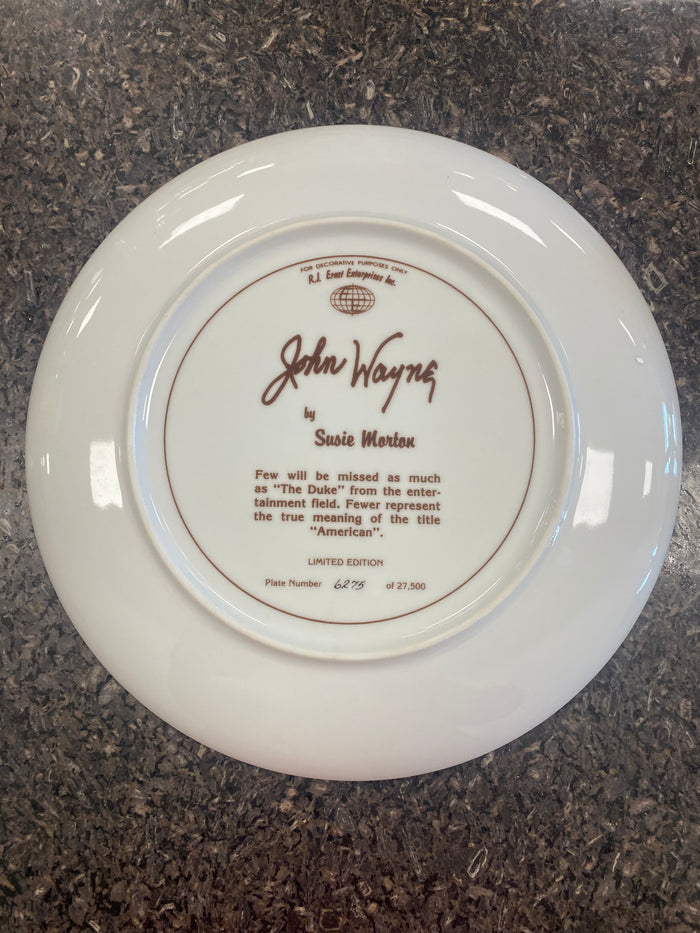 FOR DECORATIVE PURPOSES ONLY
R.J. Ernst Enterprises Inc.
John Wayne
by
Susie Morton
Few will be missed as much
as “The Duke” from the enter-
tainment field. Fewer represent
the true meaning of the title
“American”.
LIMITED EDITION
Plate Number 6275 of 27,500